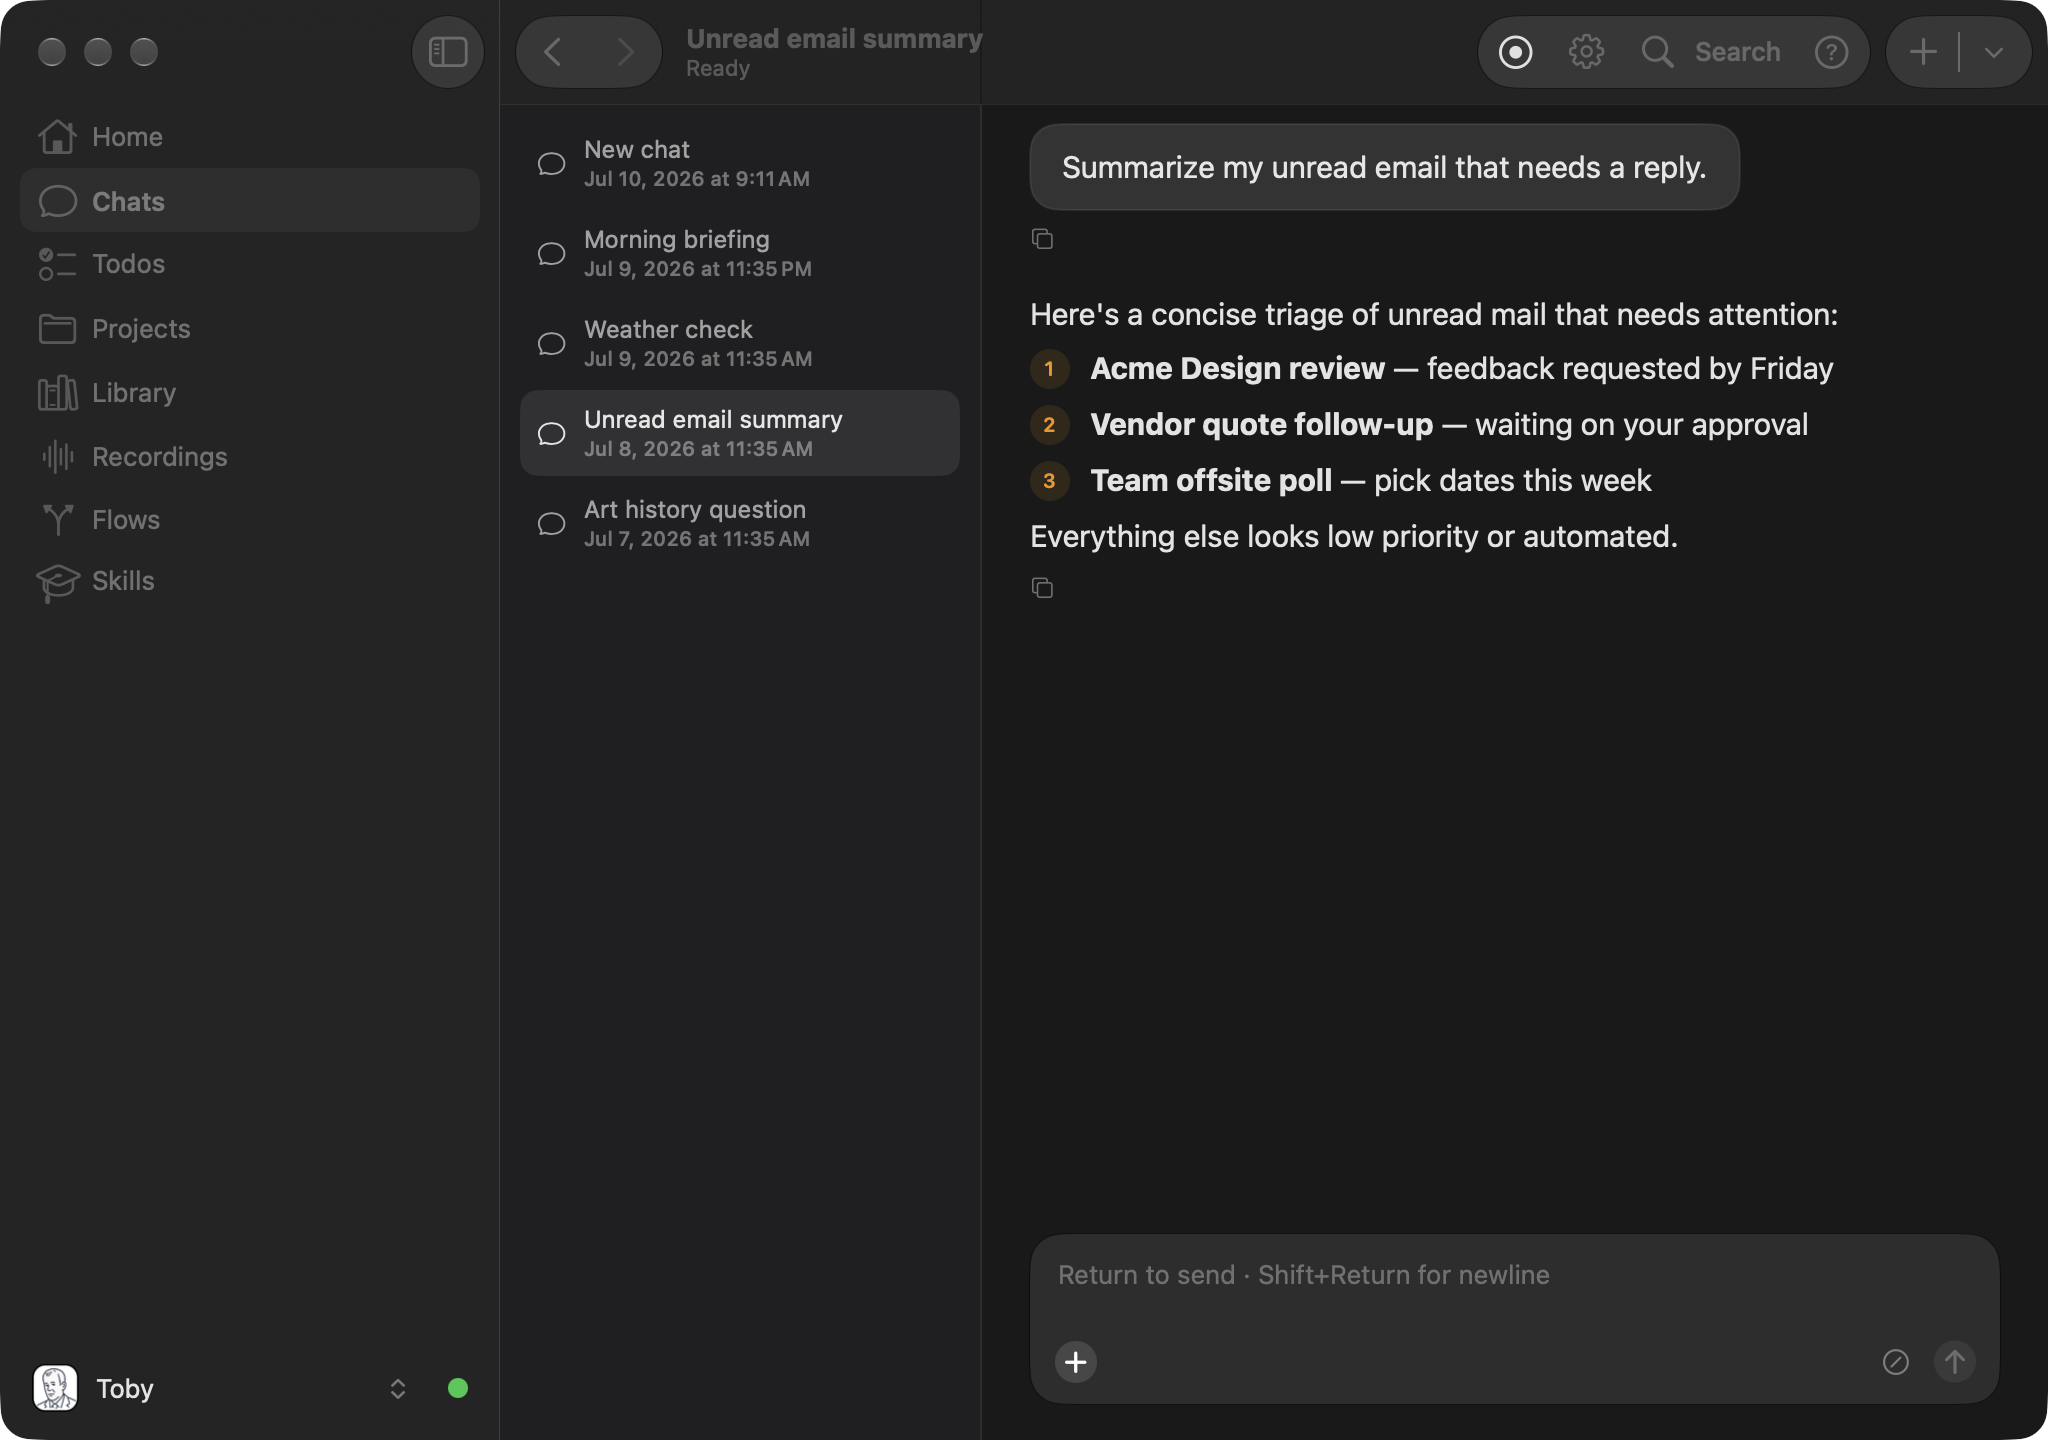 Unread email summary
Ready
Search
Home
Chats
Todos
Projects
Library
Recordings
Flows
Skills
New chat
Jul 10, 2026 at 9:11 AM
Morning briefing
Jul 9, 2026 at 11:35 PM
Weather check
Jul 9, 2026 at 11:35 AM
Unread email summary
Jul 8, 2026 at 11:35 AM
Art history question
Jul 7, 2026 at 11:35 AM
Summarize my unread email that needs a reply.
Here's a concise triage of unread mail that needs attention:
1 Acme Design review — feedback requested by Friday
2 Vendor quote follow-up — waiting on your approval
3 Team offsite poll — pick dates this week
Everything else looks low priority or automated.
Return to send · Shift+Return for newline
Toby